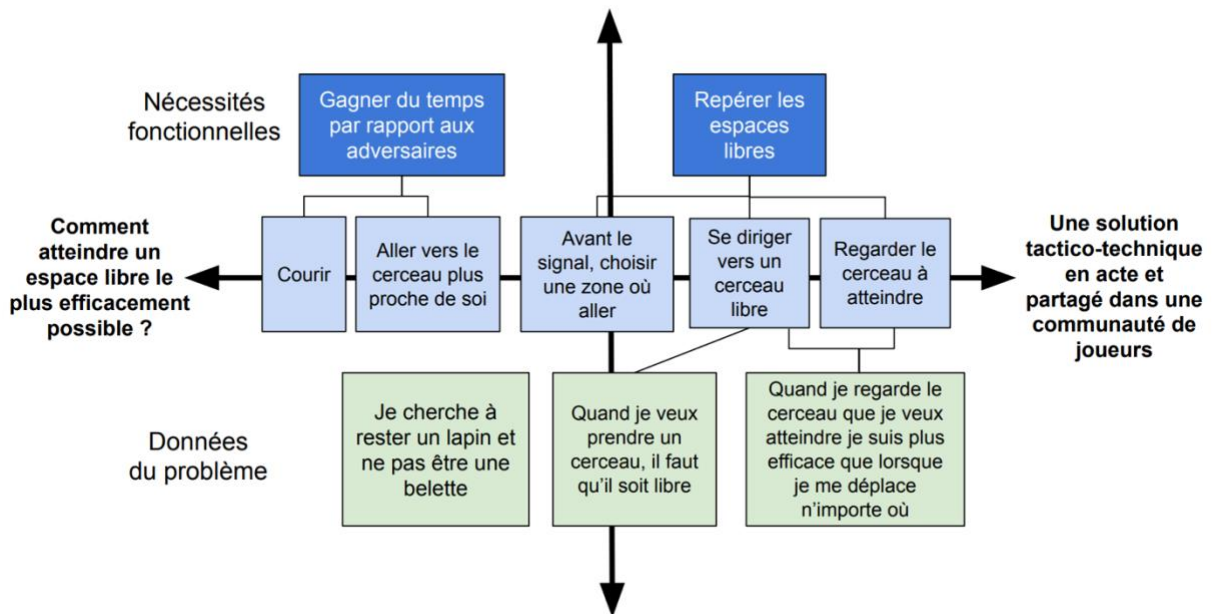 Nécessités
fonctionnelles
Gagner du temps
par rapport aux
adversaires
Repérer les
espaces
libres
Comment
atteindre un
espace libre le
plus efficacement
possible ?
Courir
Aller vers le
cerceau plus
proche de soi
Avant le
signal, choisir
une zone où
aller
Se diriger
vers un
cerceau
libre
Regarder le
cerceau à
atteindre
Une solution
tactico-technique
en acte et
partagé dans une
communauté de
joueurs
Données
du problème
Je cherche à
rester un lapin et
ne pas être une
belette
Quand je veux
prendre un
cerceau, il faut
qu’il soit libre
Quand je regarde le
cerceau que je veux
atteindre je suis plus
efficace que lorsque
je me déplace
n’importe où